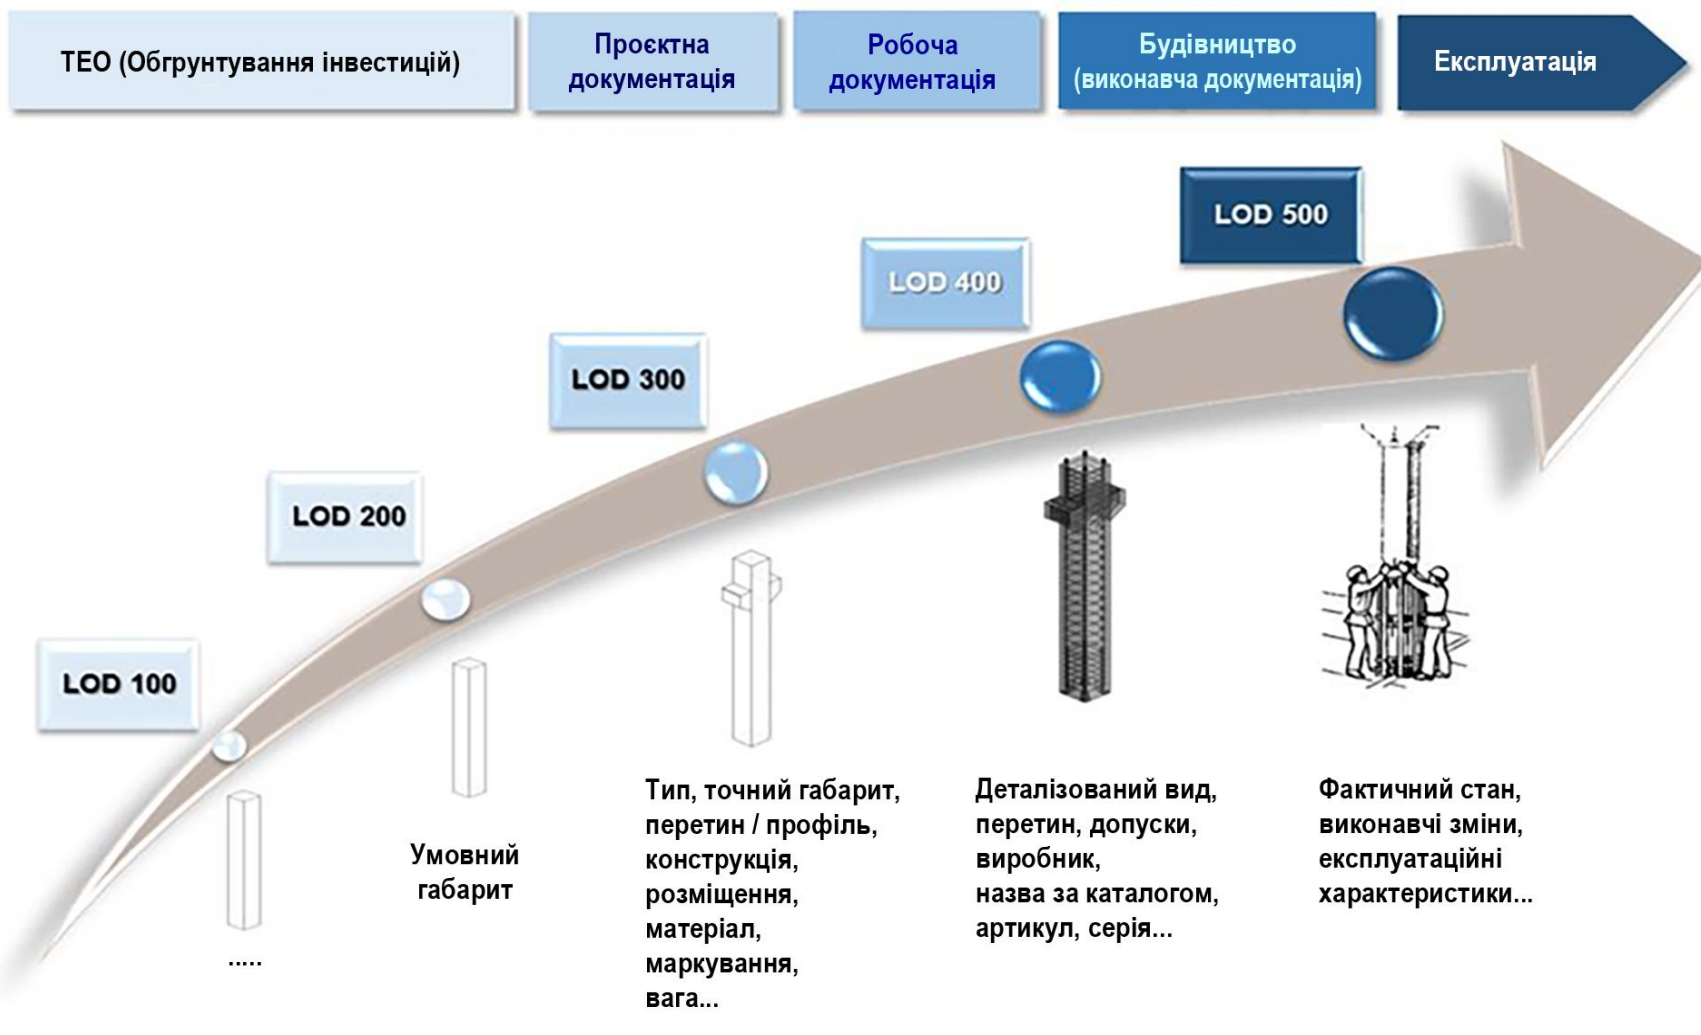 ТЕО (Обгрунтування інвестицій)
Проєктна
документація
Робоча
документація
Будівництво
(виконавча документація)
Експлуатація
LOD 500
LOD 400
LOD 300
LOD 200
LOD 100
.....
Умовний
габарит
Тип, точний габарит,
перетин / профіль,
конструкція,
розміщення,
матеріал,
маркування,
вага...
Деталізований вид,
перетин, допуски,
виробник,
назва за каталогом,
артикул, серія...
Фактичний стан,
виконавчі зміни,
експлуатаційні
характеристики...